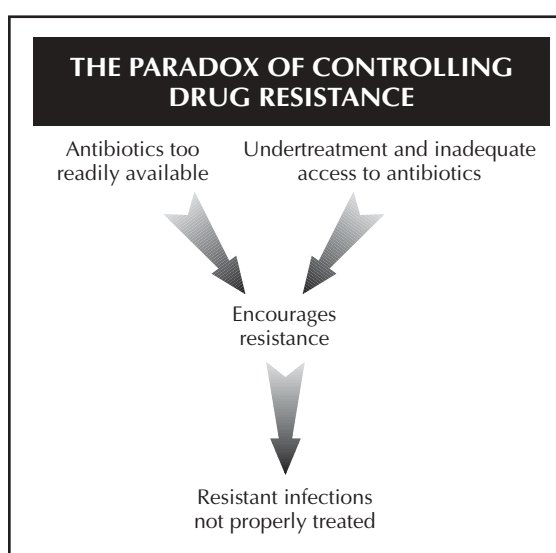 THE PARADOX OF CONTROLLING
DRUG RESISTANCE
Antibiotics too
readily available
Undertreatment and inadequate
access to antibiotics
Encourages
resistance
Resistant infections
not properly treated